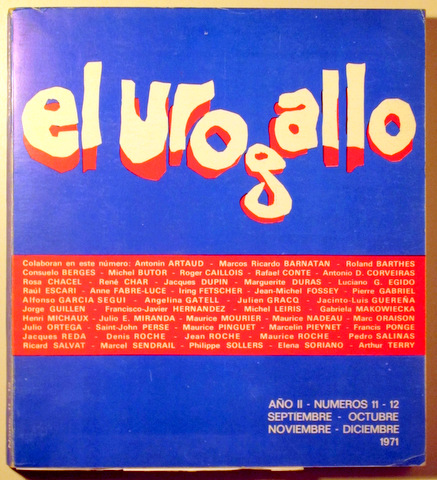 el urogallo
Colaboran en este número: Antonin ARTAUD - Marcos Ricardo BARNATAN - Roland BARTHES
Consuelo BERGES - Michel BUTOR - Roger CAILLOIS - Rafael CONTE - Antonio D. CORVEIRAS
Rosa CHACEL - René CHAR - Jacques DUPIN - Marguerite DURAS - Luciano G. EGIDO
Raúl ESCARI - Anne FABRE-LUCE - Iring FETSCHER - Jean-Michel FOSSEY - Pierre GABRIEL
Alfonso GARCIA SEGUI - Angelina GATELL - Julien GRACQ - Jacinto-Luis GUEREÑA
Jorge GUILLEN - Francisco-Javier HERNANDEZ - Michel LEIRIS - Gabriela MAKOWIECKA
Henri MICHAUX - Julio E. MIRANDA - Maurice MOURIER - Maurice NADEAU - Marc ORAISON
Julio ORTEGA - Saint-John PERSE - Maurice PINGUET - Marcelin PIEYNET - Francis PONGE
Jacques REDA - Denis ROCHE - Jean ROCHE - Maurice ROCHE - Pedro SALINAS
Ricard SALVAT - Marcel SENDRAIL - Philippe SOLLERS - Elena SORIANO - Arthur TERRY
AÑO II - NUMEROS 11 - 12
SEPTIEMBRE - OCTUBRE
NOVIEMBRE - DICIEMBRE
1971